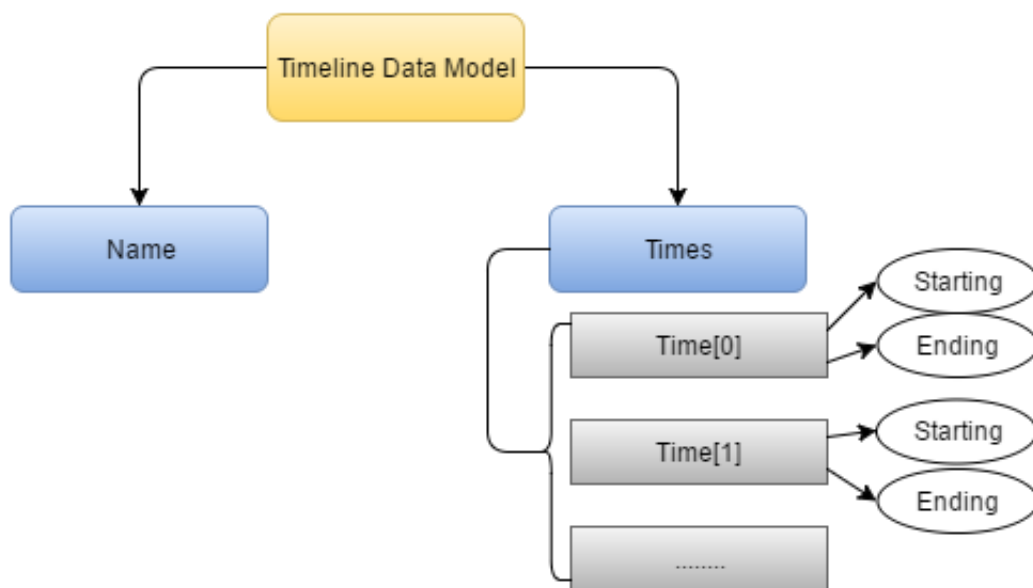 Timeline Data Model
Name
Times
Starting
Time[0]
Ending
Starting
Time[1]
Ending
........